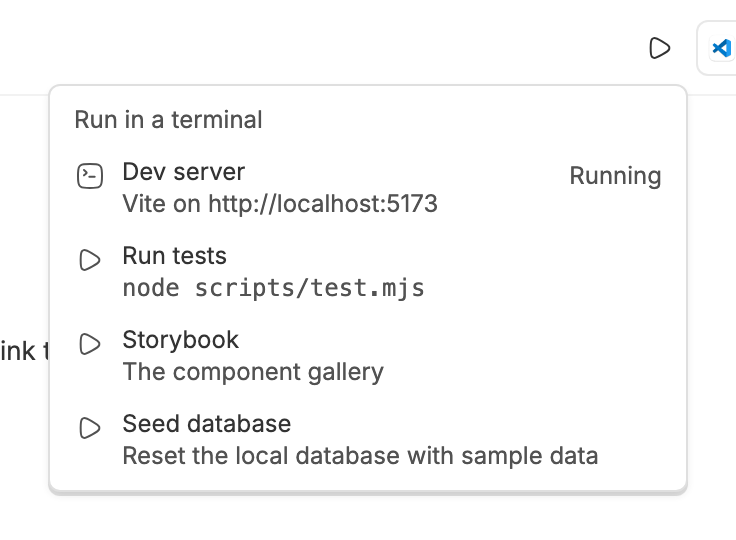 Run in a terminal
Dev server
Running
Vite on http://localhost:5173
Run tests
node scripts/test.mjs
ink t
Storybook
The component gallery
Seed database
Reset the local database with sample data